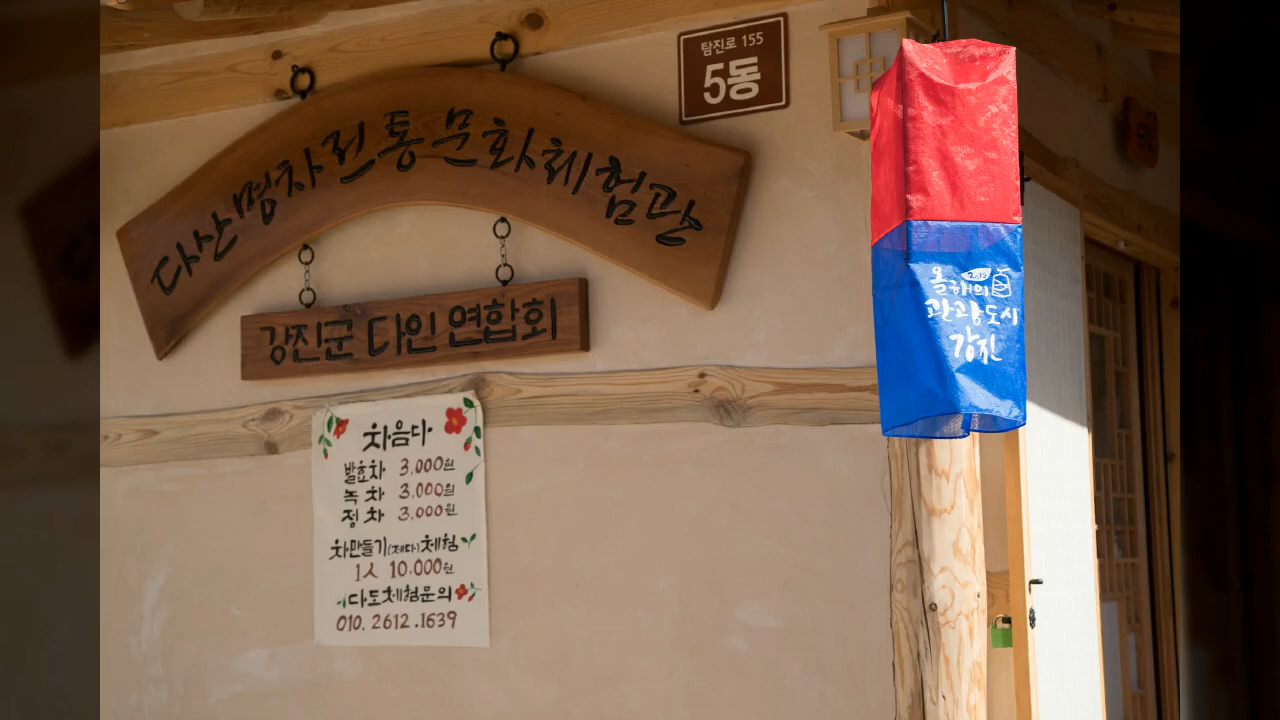 탐진로 155
5동
다산명차전통문화체험관
강진군 다인 연합회
2015
올해의
관광도시
강진
차음다
발효차 3,000원
녹차 3,000원
정차 3,000원
차만들기(제다)체험
1人 10,000원
다도체험문의
010. 2612.1639